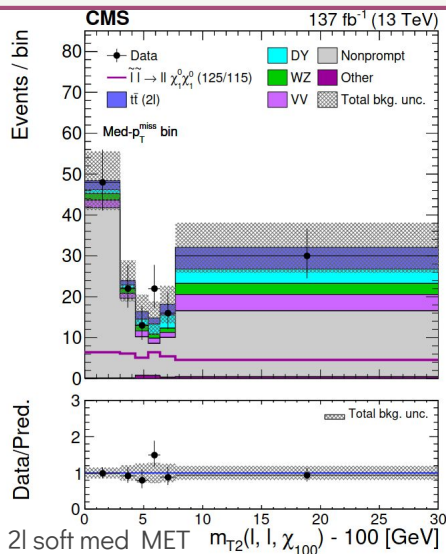 CMS 137 fb⁻¹ (13 TeV)
Events / bin
80
70
60
50
40
30
20
10
0
Data
l̃ l̃ → ll χ̃₁⁰ χ̃₁⁰ (125/115)
tt̄ (2l)
DY
WZ
VV
Nonprompt
Other
Total bkg. unc.
Med-p_T^miss bin
Data/Pred.
3
2
1
0
Total bkg. unc.
0 5 10 15 20 25 30
2l soft med MET m_T2(l, l, χ₁₀₀) - 100 [GeV]